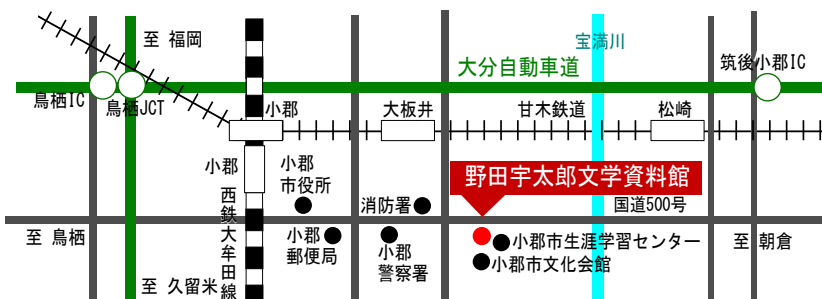 至 福岡
宝満川
大分自動車道
筑後小郡IC
鳥栖IC
鳥栖JCT
小郡
大板井
甘木鉄道
松崎
小郡
小郡
市役所
野田宇太郎文学資料館
西鉄大牟田線
消防署
国道500号
至 鳥栖
小郡
郵便局
小郡
警察署
小郡市生涯学習センター
小郡市文化会館
至 朝倉
至 久留米